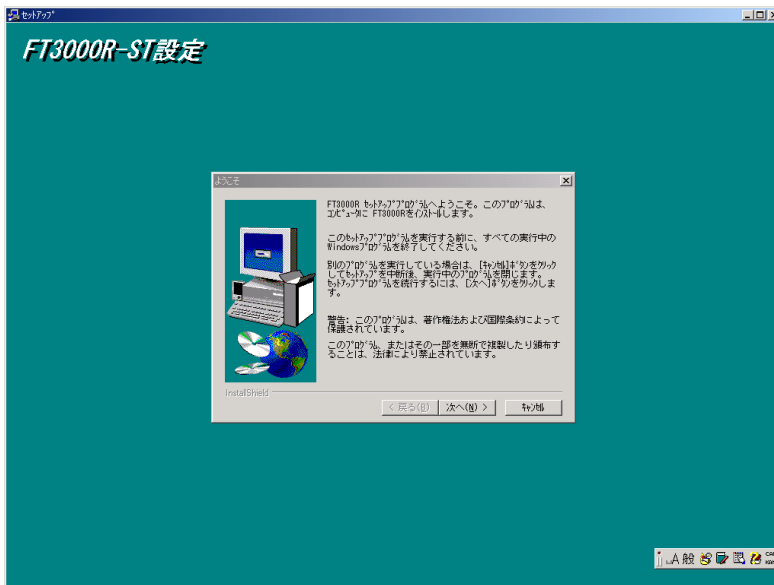 ｾｯﾄｱｯﾌﾟ
FT3000R-ST設定
ようこそ
FT3000R ｾｯﾄｱｯﾌﾟﾌﾟﾛｸﾞﾗﾑへようこそ。このﾌﾟﾛｸﾞﾗﾑは、
ｺﾝﾋﾟｭｰﾀに FT3000Rをｲﾝｽﾄｰﾙします。
このｾｯﾄｱｯﾌﾟﾌﾟﾛｸﾞﾗﾑを実行する前に、すべての実行中の
Windowsﾌﾟﾛｸﾞﾗﾑを終了してください。
別のﾌﾟﾛｸﾞﾗﾑを実行している場合は、[ｷｬﾝｾﾙ]ﾎﾞﾀﾝをｸﾘｯｸ
してｾｯﾄｱｯﾌﾟを中断後、実行中のﾌﾟﾛｸﾞﾗﾑを閉じます。
ｾｯﾄｱｯﾌﾟﾌﾟﾛｸﾞﾗﾑを続行するには、[次へ]ﾎﾞﾀﾝをｸﾘｯｸしま
す。
警告: このﾌﾟﾛｸﾞﾗﾑは、著作権法および国際条約によって
保護されています。
このﾌﾟﾛｸﾞﾗﾑ、またはその一部を無断で複製したり頒布す
ることは、法律により禁止されています。
InstallShield
< 戻る(B) 次へ(N) > ｷｬﾝｾﾙ
A 般